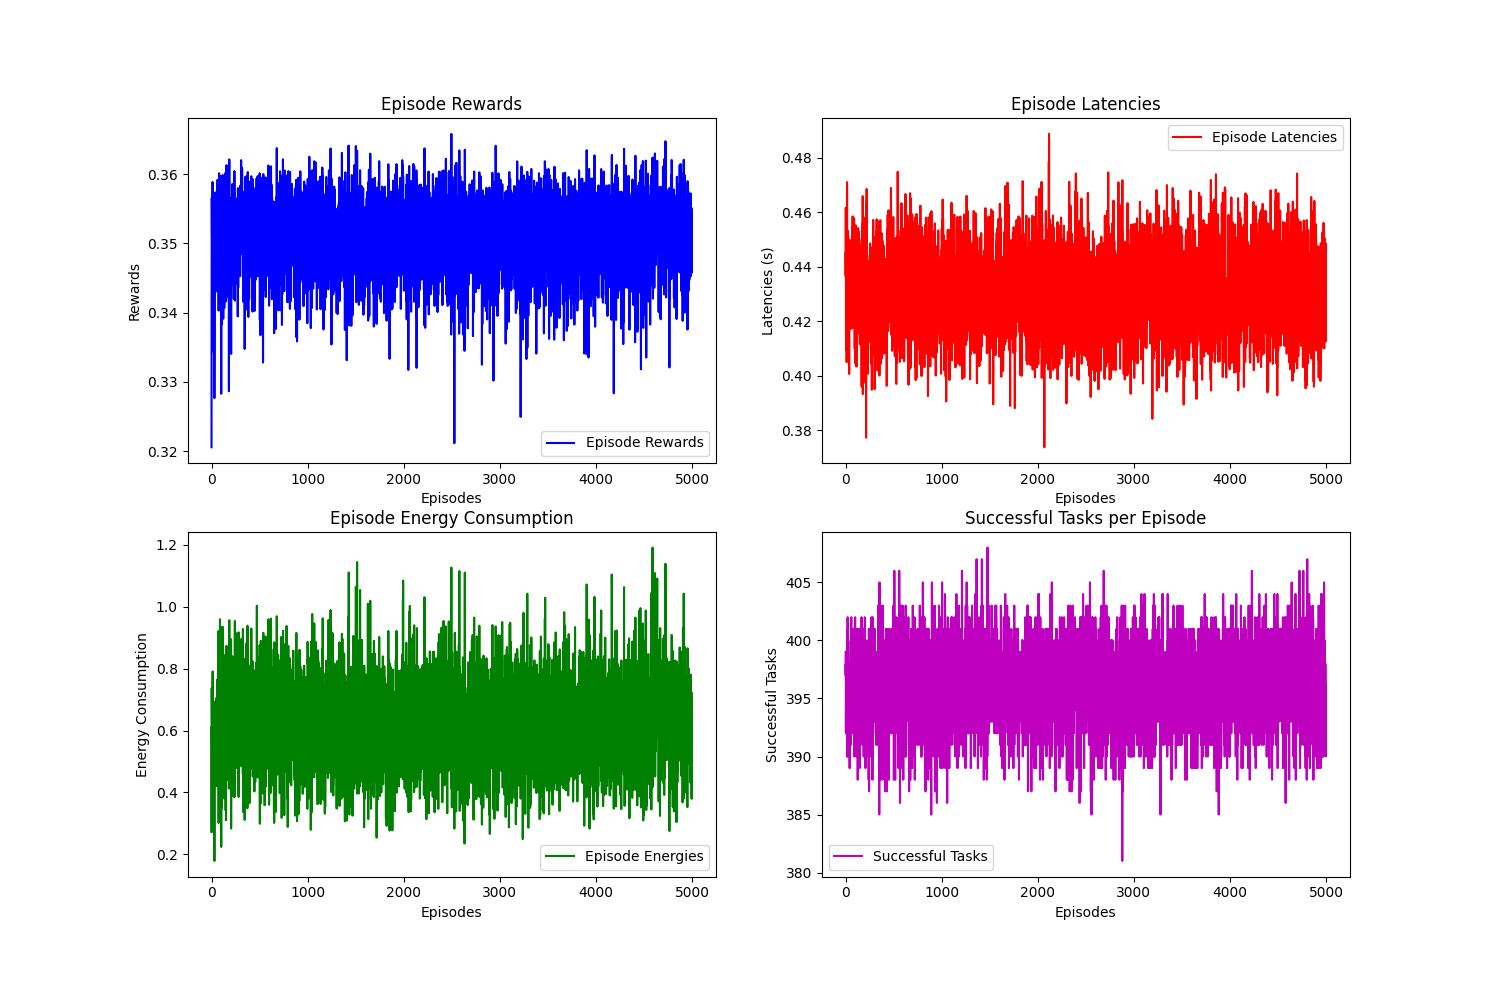 Episode Rewards
Rewards
0.36
0.35
0.34
0.33
0.32
Episode Rewards
0 1000 2000 3000 4000 5000
Episodes
Episode Latencies
Latencies (s)
0.48
0.46
0.44
0.42
0.40
0.38
Episode Latencies
0 1000 2000 3000 4000 5000
Episodes
Episode Energy Consumption
Energy Consumption
1.2
1.0
0.8
0.6
0.4
0.2
Episode Energies
0 1000 2000 3000 4000 5000
Episodes
Successful Tasks per Episode
Successful Tasks
405
400
395
390
385
380
Successful Tasks
0 1000 2000 3000 4000 5000
Episodes